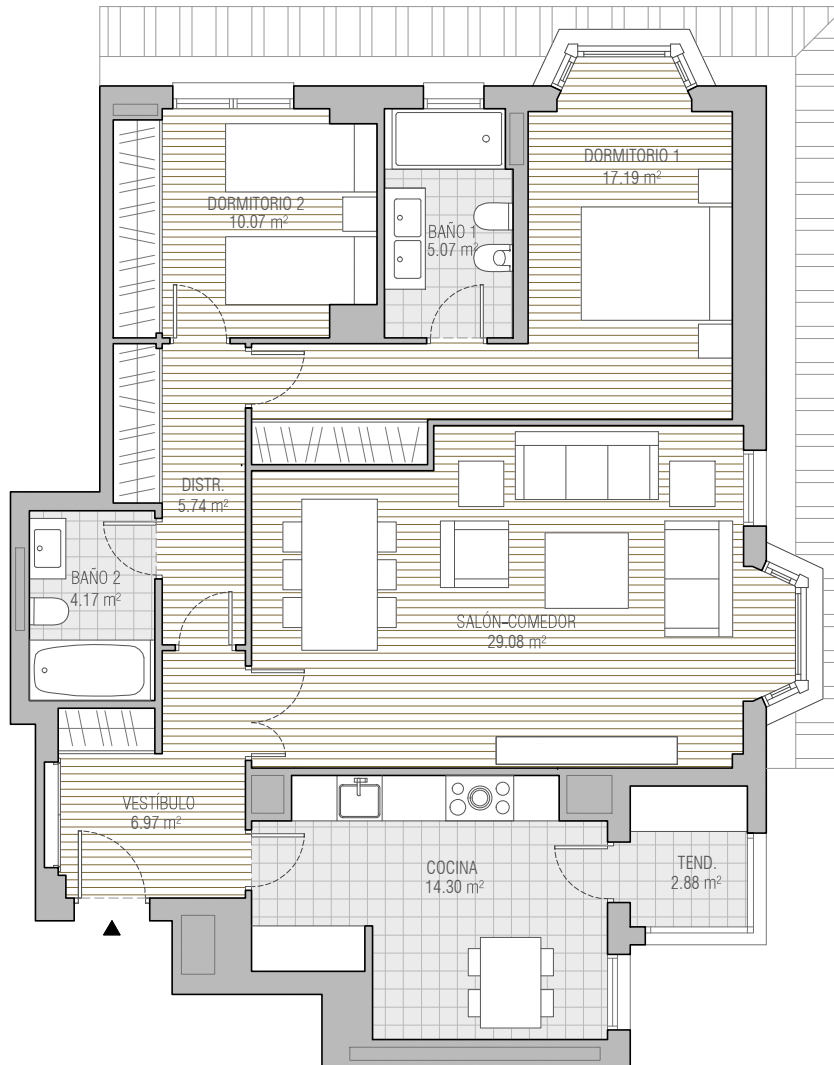 DORMITORIO 1
17.19 m²
DORMITORIO 2
10.07 m²
BAÑO 1
5.07 m²
DISTR.
5.74 m²
BAÑO 2
4.17 m²
SALÓN-COMEDOR
29.08 m²
VESTÍBULO
6.97 m²
COCINA
14.30 m²
TEND.
2.88 m²